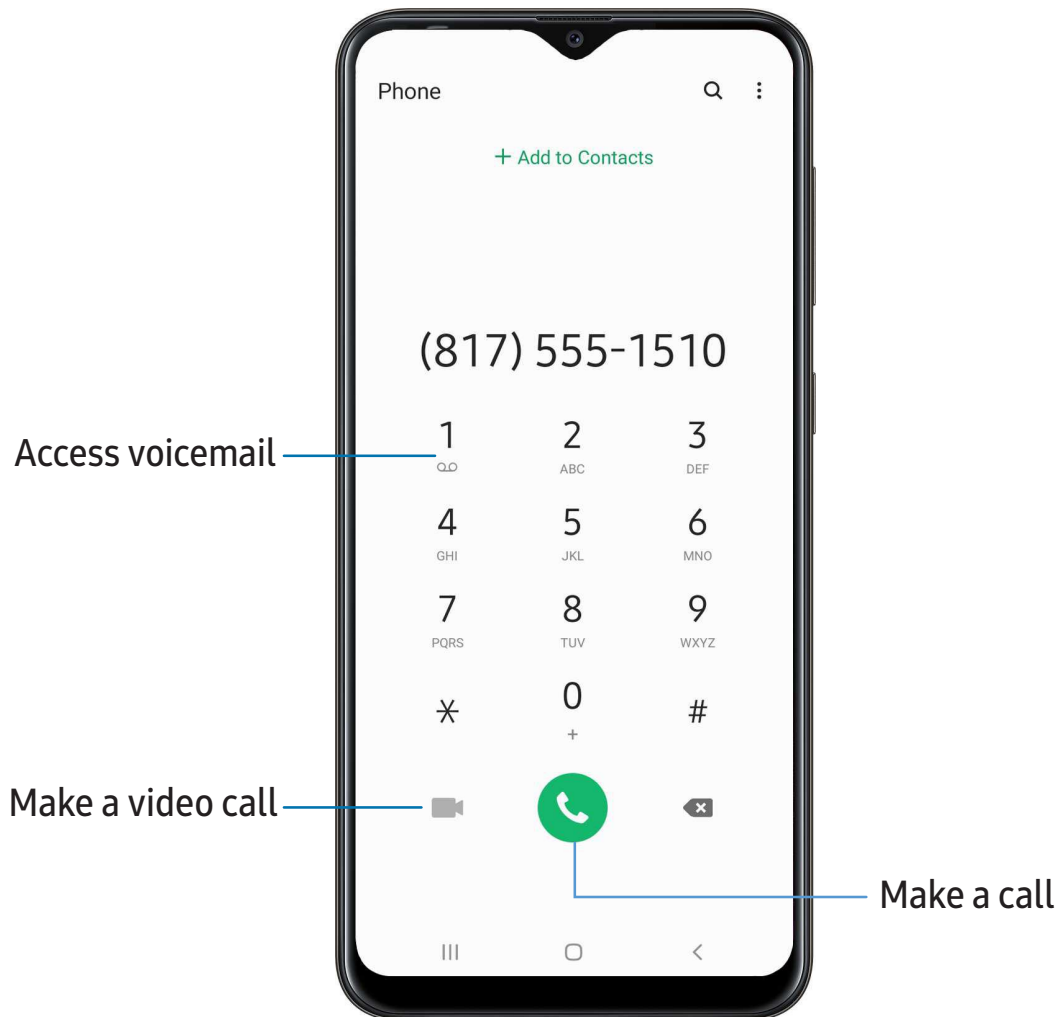 Phone
+ Add to Contacts
(817) 555-1510
1 2 3
ABC DEF
Access voicemail
4 5 6
GHI JKL MNO
7 8 9
PQRS TUV WXYZ
* 0 #
+
Make a video call
Make a call